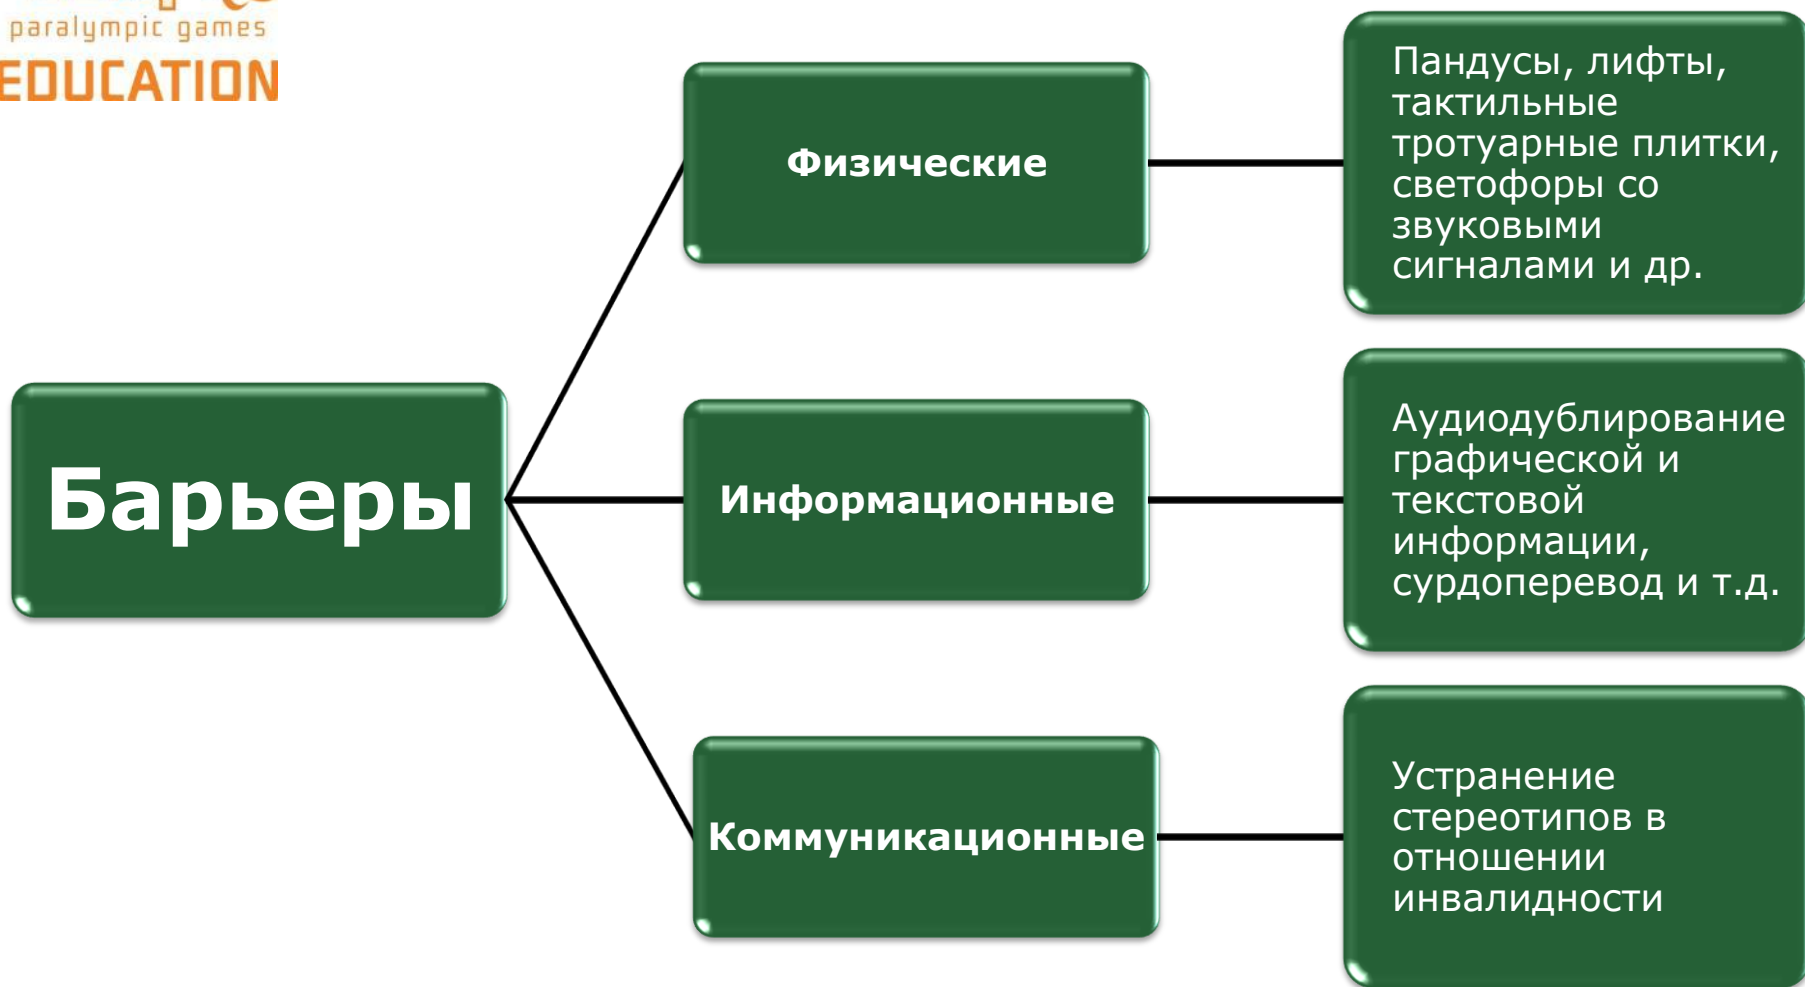 paralympic games
EDUCATION
Барьеры
Физические
Пандусы, лифты,
тактильные
тротуарные плитки,
светофоры со
звуковыми
сигналами и др.
Информационные
Аудиодублирование
графической и
текстовой
информации,
сурдоперевод и т.д.
Коммуникационные
Устранение
стереотипов в
отношении
инвалидности